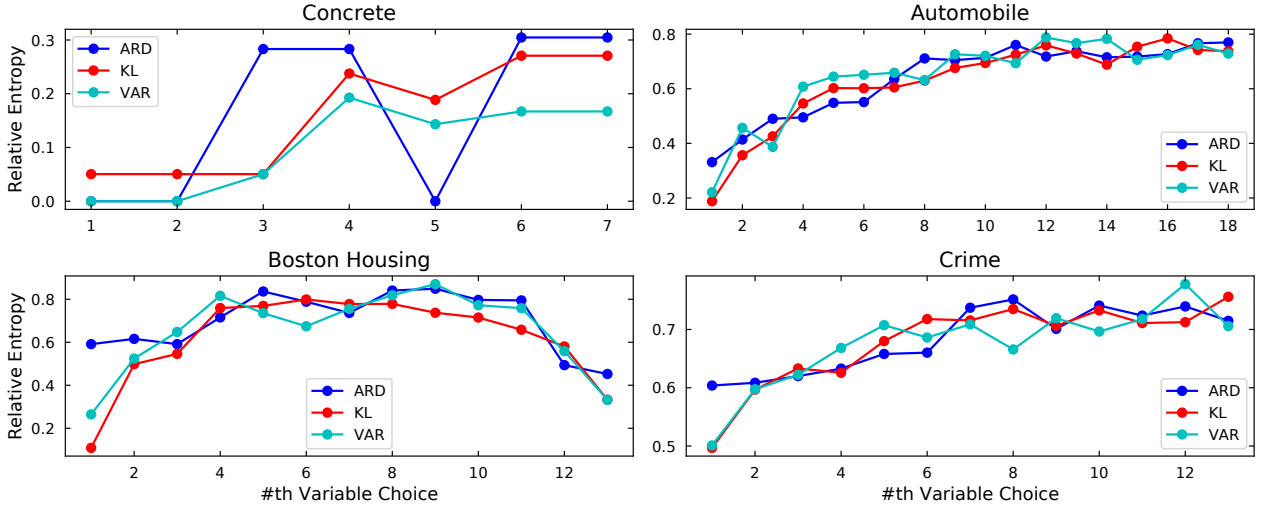 Concrete
Relative Entropy
0.3
0.2
0.1
0.0
ARD
KL
VAR
1 2 3 4 5 6 7
Automobile
0.8
0.6
0.4
0.2
ARD
KL
VAR
2 4 6 8 10 12 14 16 18
Boston Housing
Relative Entropy
0.8
0.6
0.4
0.2
ARD
KL
VAR
2 4 6 8 10 12
#th Variable Choice
Crime
0.7
0.6
0.5
ARD
KL
VAR
2 4 6 8 10 12
#th Variable Choice